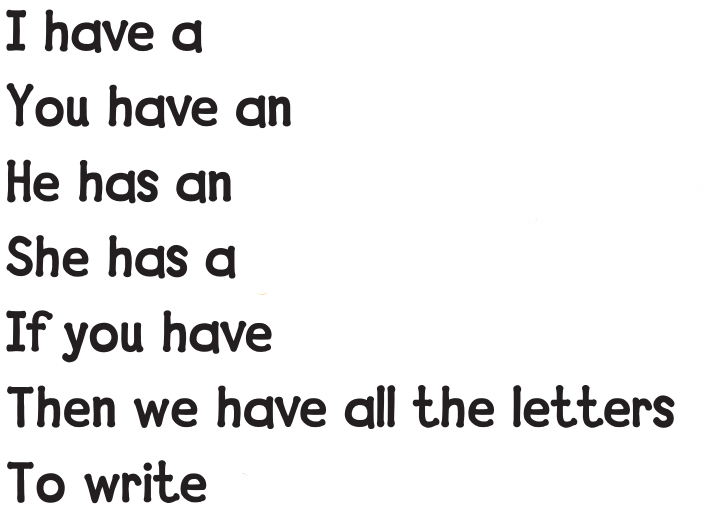 I have a
You have an
He has an
She has a
If you have
Then we have all the letters
To write